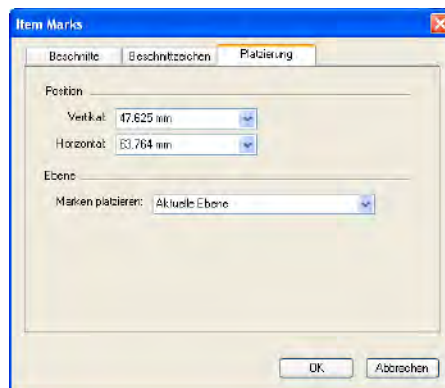 Item Marks
Beschnitte Beschnittzeichen Platzierung
Position
Vertikal: 47.625 mm
Horizontal: 63.764 mm
Ebene
Marken platzieren: Aktuelle Ebene
OK Abbrechen